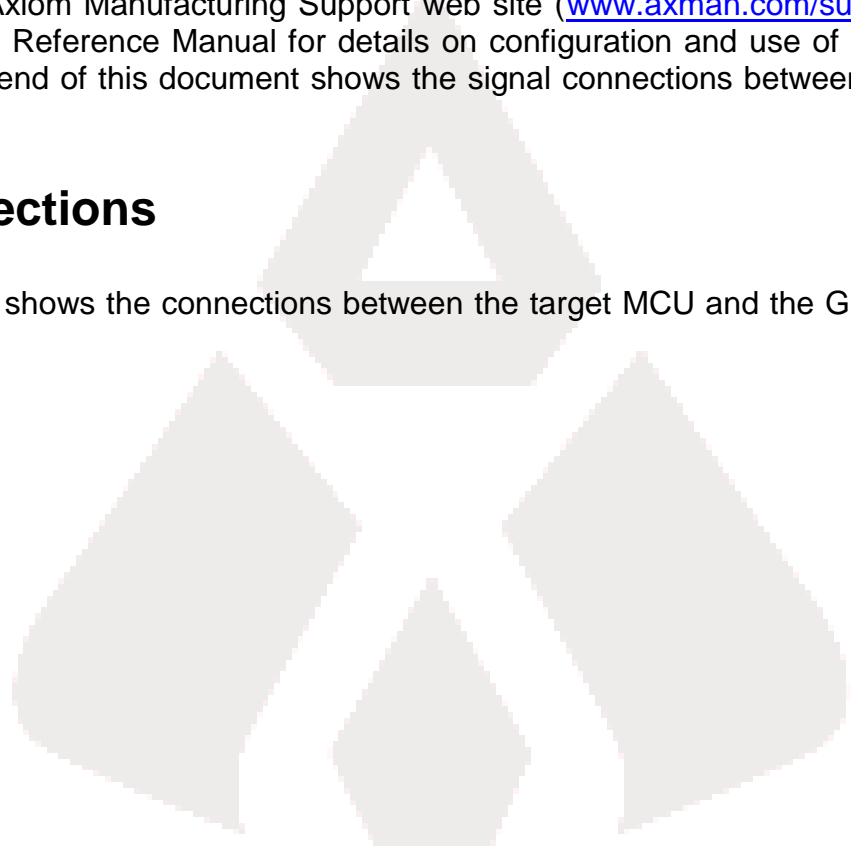 Axiom Manufacturing Support web site (www.axman.com/su
Reference Manual for details on configuration and use of
end of this document shows the signal connections between
ections
shows the connections between the target MCU and the G